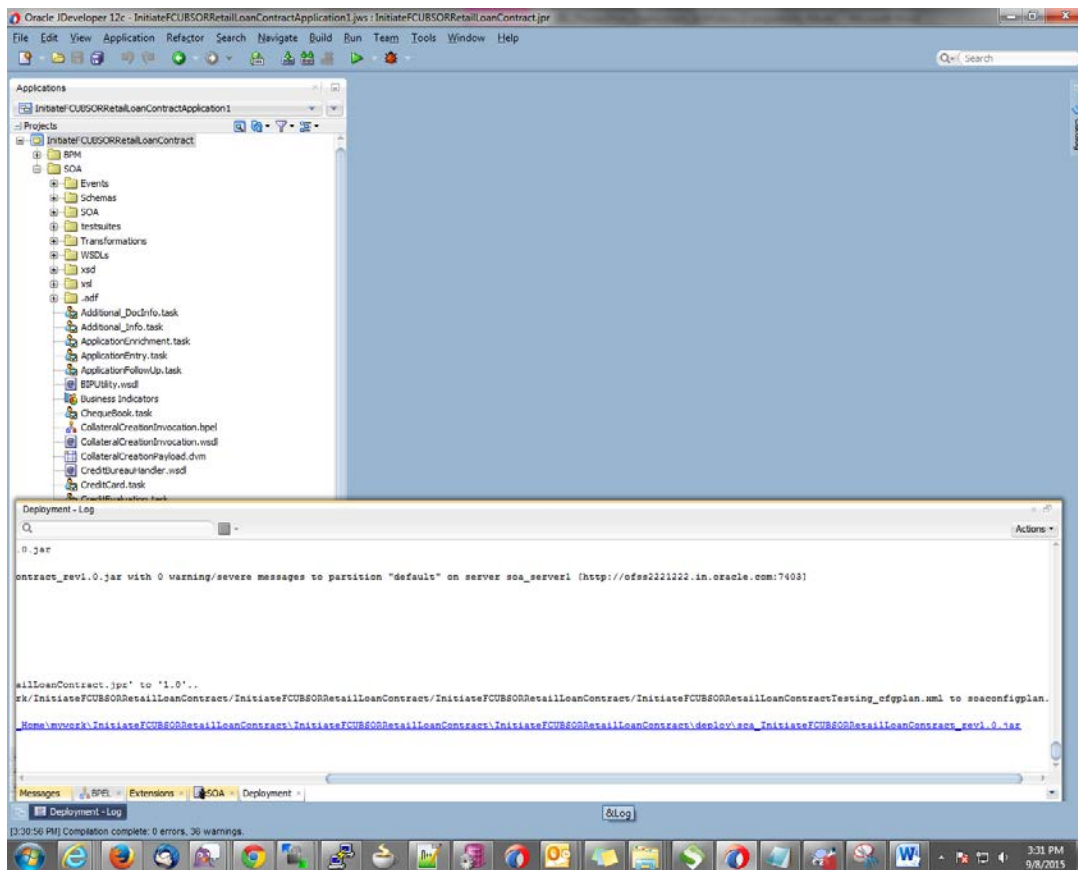 Oracle JDeveloper 12c - InitiateFCUBSORRetailLoanContractApplication1.jws : InitiateFCUBSORRetailLoanContract.jpr
File Edit View Application Refactor Search Navigate Build Run Team Tools Window Help
Search
Applications
InitiateFCUBSORRetailLoanContractApplication1
Projects
InitiateFCUBSORRetailLoanContract
BPM
SOA
Events
Schemas
SOA
testsuites
Transformations
WSDLs
xsd
xsl
.adf
Additional_DocInfo.task
Additional_Info.task
ApplicationEnrichment.task
ApplicationEntry.task
ApplicationFollowUp.task
BIPUtility.wsdl
Business Indicators
ChequeBook.task
CollateralCreationInvocation.bpel
CollateralCreationInvocation.wsdl
CollateralCreationPayload.dvm
CreditBureauHandler.wsdl
CreditCard.task
CreditEvaluation.task
Deployment - Log
Actions
.0.jar
ontract_rev1.0.jar with 0 warning/severe messages to partition "default" on server soa_server1 [http://ofss2221222.in.oracle.com:7403]
ailLoanContract.jpr' to '1.0'..
rk/InitiateFCUBSORRetailLoanContract/InitiateFCUBSORRetailLoanContract/InitiateFCUBSORRetailLoanContract/InitiateFCUBSORRetailLoanContractTesting_cfgplan.xml to soaconfigplan.
_Home\mywork\InitiateFCUBSORRetailLoanContract\InitiateFCUBSORRetailLoanContract\InitiateFCUBSORRetailLoanContract\deploy\sca_InitiateFCUBSORRetailLoanContract_rev1.0.jar
Messages BPEL Extensions SOA Deployment
Deployment - Log
&Log
[3:30:56 PM] Compilation complete: 0 errors, 36 warnings.
3:31 PM
9/8/2015